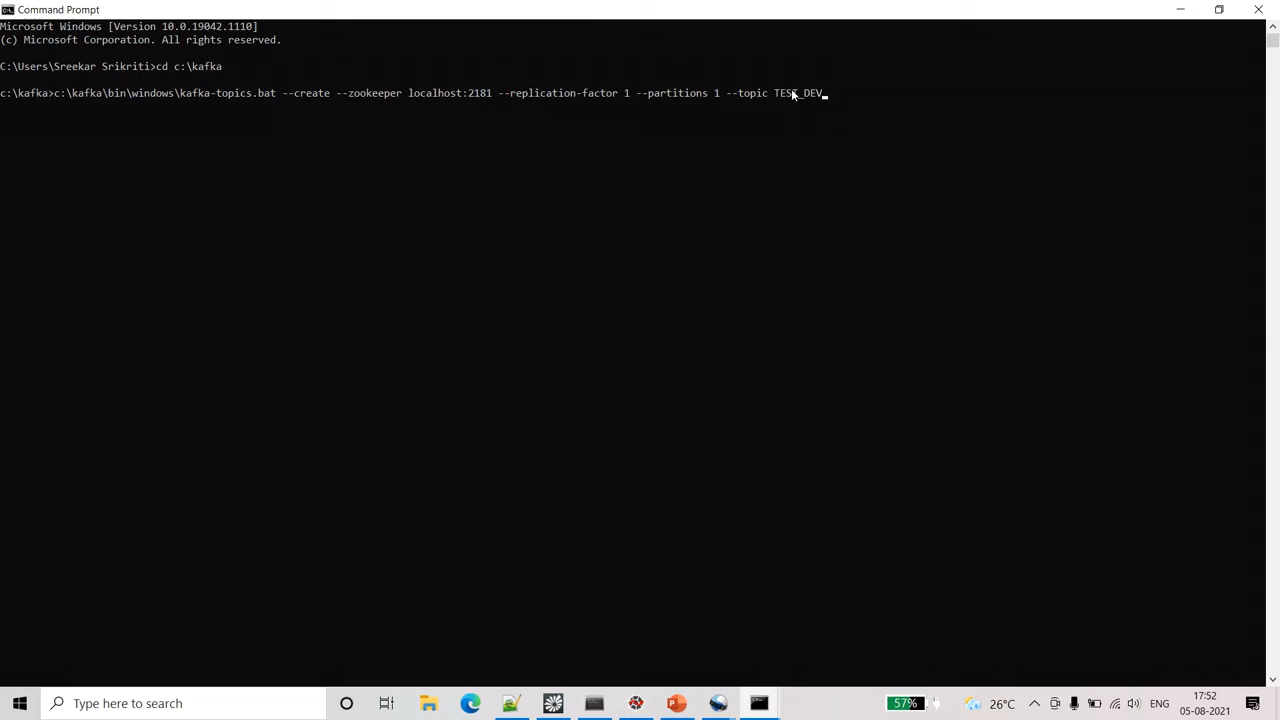 Command Prompt
Microsoft Windows [Version 10.0.19042.1110]
(c) Microsoft Corporation. All rights reserved.
C:\Users\Sreekar Srikriti>cd c:\kafka
c:\kafka>c:\kafka\bin\windows\kafka-topics.bat --create --zookeeper localhost:2181 --replication-factor 1 --partitions 1 --topic TEST_DEV
Type here to search
57%
26°C
ENG
17:52
05-08-2021